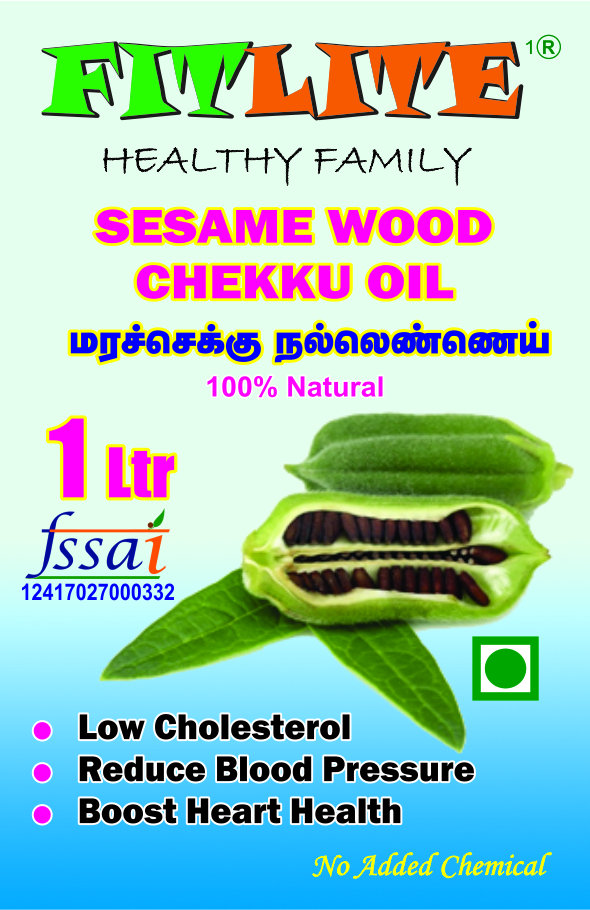 FITLITE 1®
HEALTHY FAMILY
SESAME WOOD
CHEKKU OIL
மரச்செக்கு நல்லெண்ணெய்
100% Natural
1 Ltr
fssai
12417027000332
Low Cholesterol
Reduce Blood Pressure
Boost Heart Health
No Added Chemical